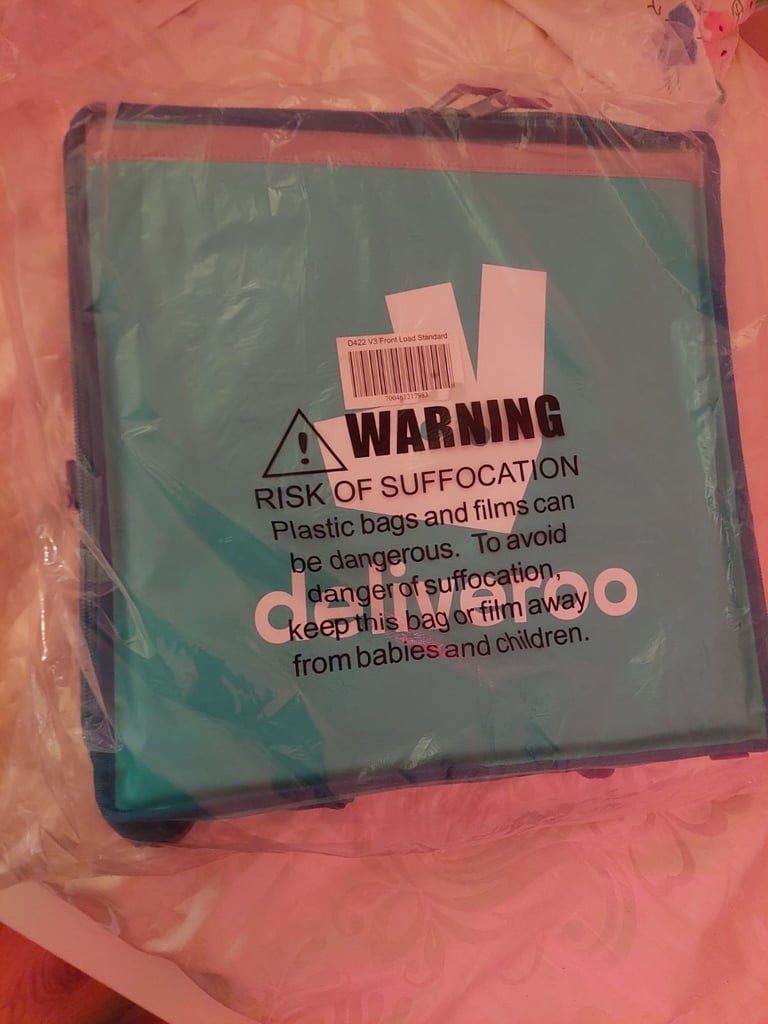 D422 V3 Front Load Standard
700461217983
WARNING
RISK OF SUFFOCATION
Plastic bags and films can
be dangerous. To avoid
danger of suffocation,
keep this bag or film away
from babies and children.
deliveroo